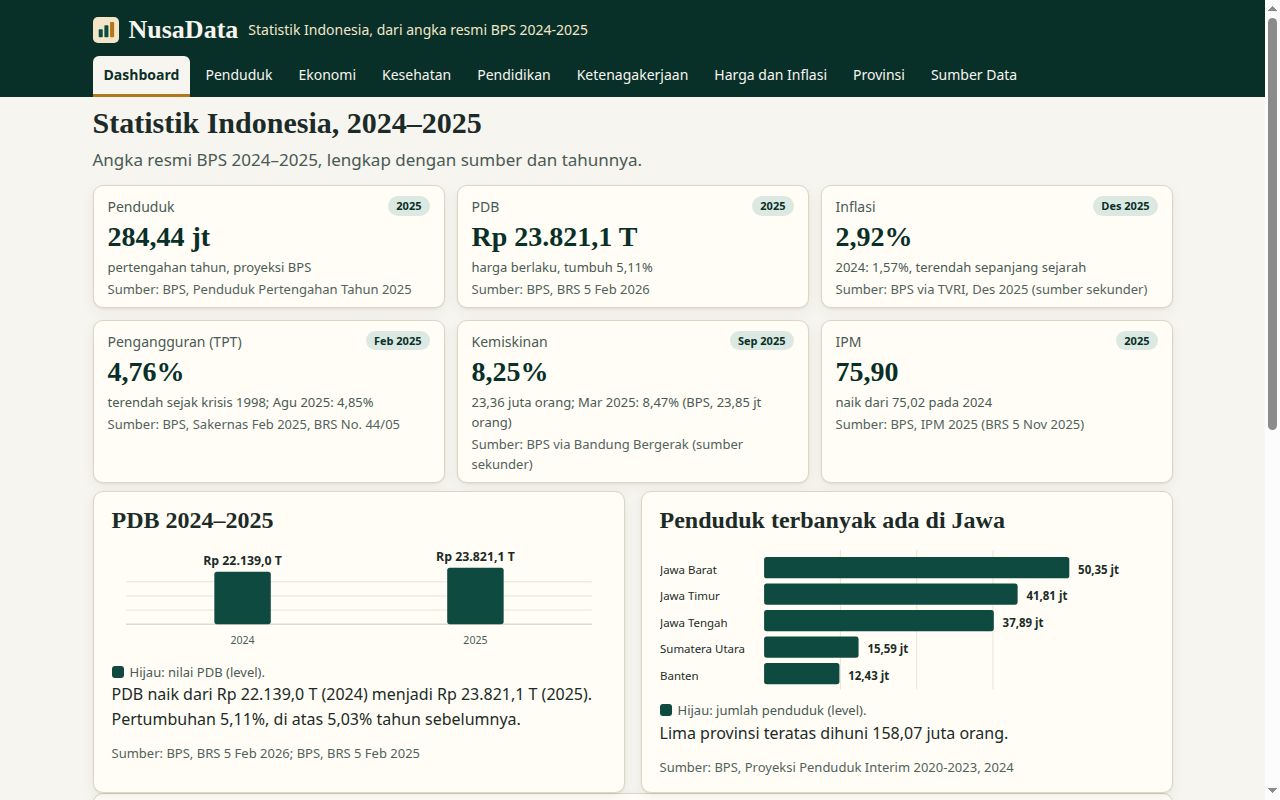 NusaData
Statistik Indonesia, dari angka resmi BPS 2024-2025
Dashboard
Penduduk
Ekonomi
Kesehatan
Pendidikan
Ketenagakerjaan
Harga dan Inflasi
Provinsi
Sumber Data
Statistik Indonesia, 2024–2025
Angka resmi BPS 2024–2025, lengkap dengan sumber dan tahunnya.
Penduduk
2025
284,44 jt
pertengahan tahun, proyeksi BPS
Sumber: BPS, Penduduk Pertengahan Tahun 2025
PDB
2025
Rp 23.821,1 T
harga berlaku, tumbuh 5,11%
Sumber: BPS, BRS 5 Feb 2026
Inflasi
Des 2025
2,92%
2024: 1,57%, terendah sepanjang sejarah
Sumber: BPS via TVRI, Des 2025 (sumber sekunder)
Pengangguran (TPT)
Feb 2025
4,76%
terendah sejak krisis 1998; Agu 2025: 4,85%
Sumber: BPS, Sakernas Feb 2025, BRS No. 44/05
Kemiskinan
Sep 2025
8,25%
23,36 juta orang; Mar 2025: 8,47% (BPS, 23,85 jt
orang)
Sumber: BPS via Bandung Bergerak (sumber
sekunder)
IPM
2025
75,90
naik dari 75,02 pada 2024
Sumber: BPS, IPM 2025 (BRS 5 Nov 2025)
PDB 2024–2025
Rp 22.139,0 T
Rp 23.821,1 T
2024
2025
Hijau: nilai PDB (level).
PDB naik dari Rp 22.139,0 T (2024) menjadi Rp 23.821,1 T (2025).
Pertumbuhan 5,11%, di atas 5,03% tahun sebelumnya.
Sumber: BPS, BRS 5 Feb 2026; BPS, BRS 5 Feb 2025
Penduduk terbanyak ada di Jawa
Jawa Barat
50,35 jt
Jawa Timur
41,81 jt
Jawa Tengah
37,89 jt
Sumatera Utara
15,59 jt
Banten
12,43 jt
Hijau: jumlah penduduk (level).
Lima provinsi teratas dihuni 158,07 juta orang.
Sumber: BPS, Proyeksi Penduduk Interim 2020-2023, 2024